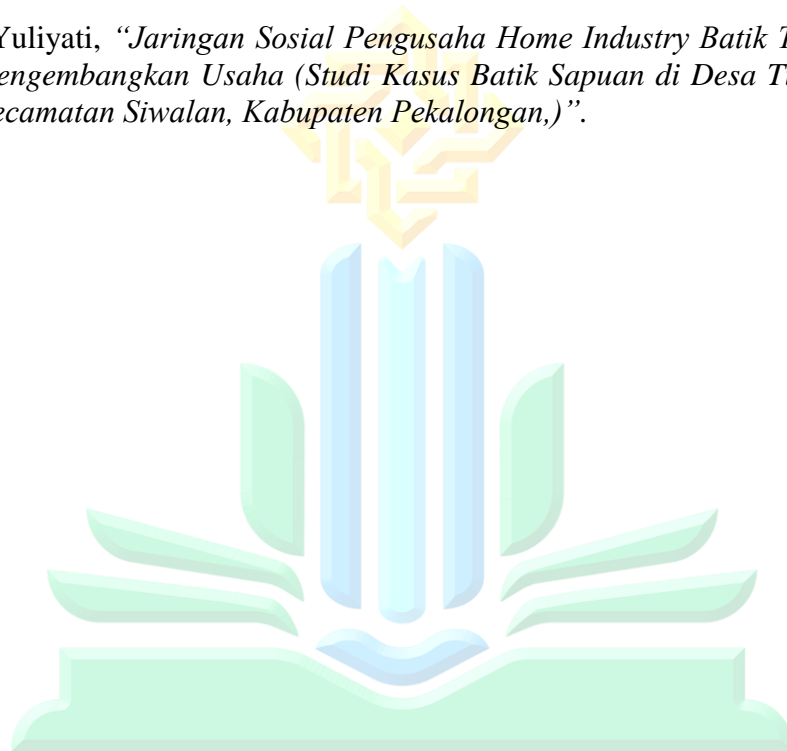 Yuliyati, “Jaringan Sosial Pengusaha Home Industry Batik
engembangkan Usaha (Studi Kasus Batik Sapuan di Desa
ecamatan Siwalan, Kabupaten Pekalongan,)”.